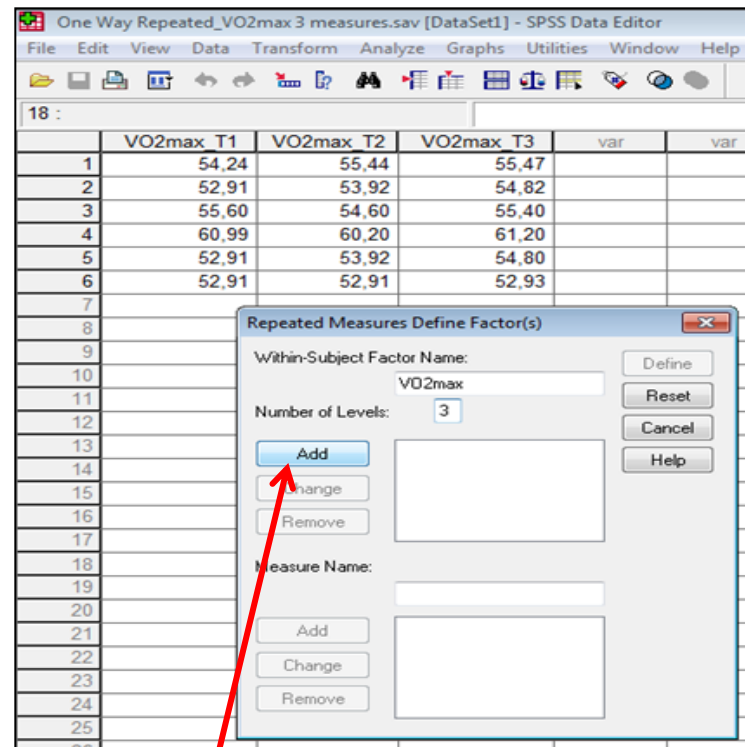 One Way Repeated_VO2max 3 measures.sav [DataSet1] - SPSS Data Editor
File Edit View Data Transform Analyze Graphs Utilities Window Help
18 :
VO2max_T1 VO2max_T2 VO2max_T3 var var
1 54,24 55,44 55,47
2 52,91 53,92 54,82
3 55,60 54,60 55,40
4 60,99 60,20 61,20
5 52,91 53,92 54,80
6 52,91 52,91 52,93
7
8
9
10
11
12
13
14
15
16
17
18
19
20
21
22
23
24
25
Repeated Measures Define Factor(s)
Within-Subject Factor Name:
VO2max
Number of Levels: 3
Add
Change
Remove
Measure Name:
Add
Change
Remove
Define
Reset
Cancel
Help